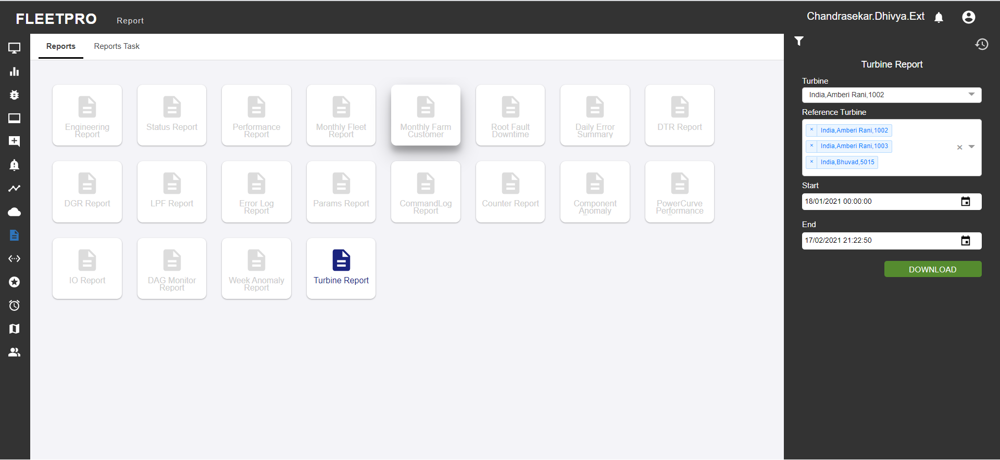 FLEETPRO
Report
Chandrasekar.Dhivya.Ext
Reports
Reports Task
Engineering
Report
Status Report
Performance
Report
Monthly Fleet
Report
Monthly Farm
Customer
Root Fault
Downtime
Daily Error
Summary
DTR Report
DGR Report
LPF Report
Error Log
Report
Params Report
CommandLog
Report
Counter Report
Component
Anomaly
PowerCurve
Performance
IO Report
DAG Monitor
Report
Week Anomaly
Report
Turbine Report
Turbine Report
Turbine
India,Amberi Rani,1002
Reference Turbine
× India,Amberi Rani,1002
× India,Amberi Rani,1003
× India,Bhuvad,5015
×
Start
18/01/2021 00:00:00
End
17/02/2021 21:22:50
DOWNLOAD